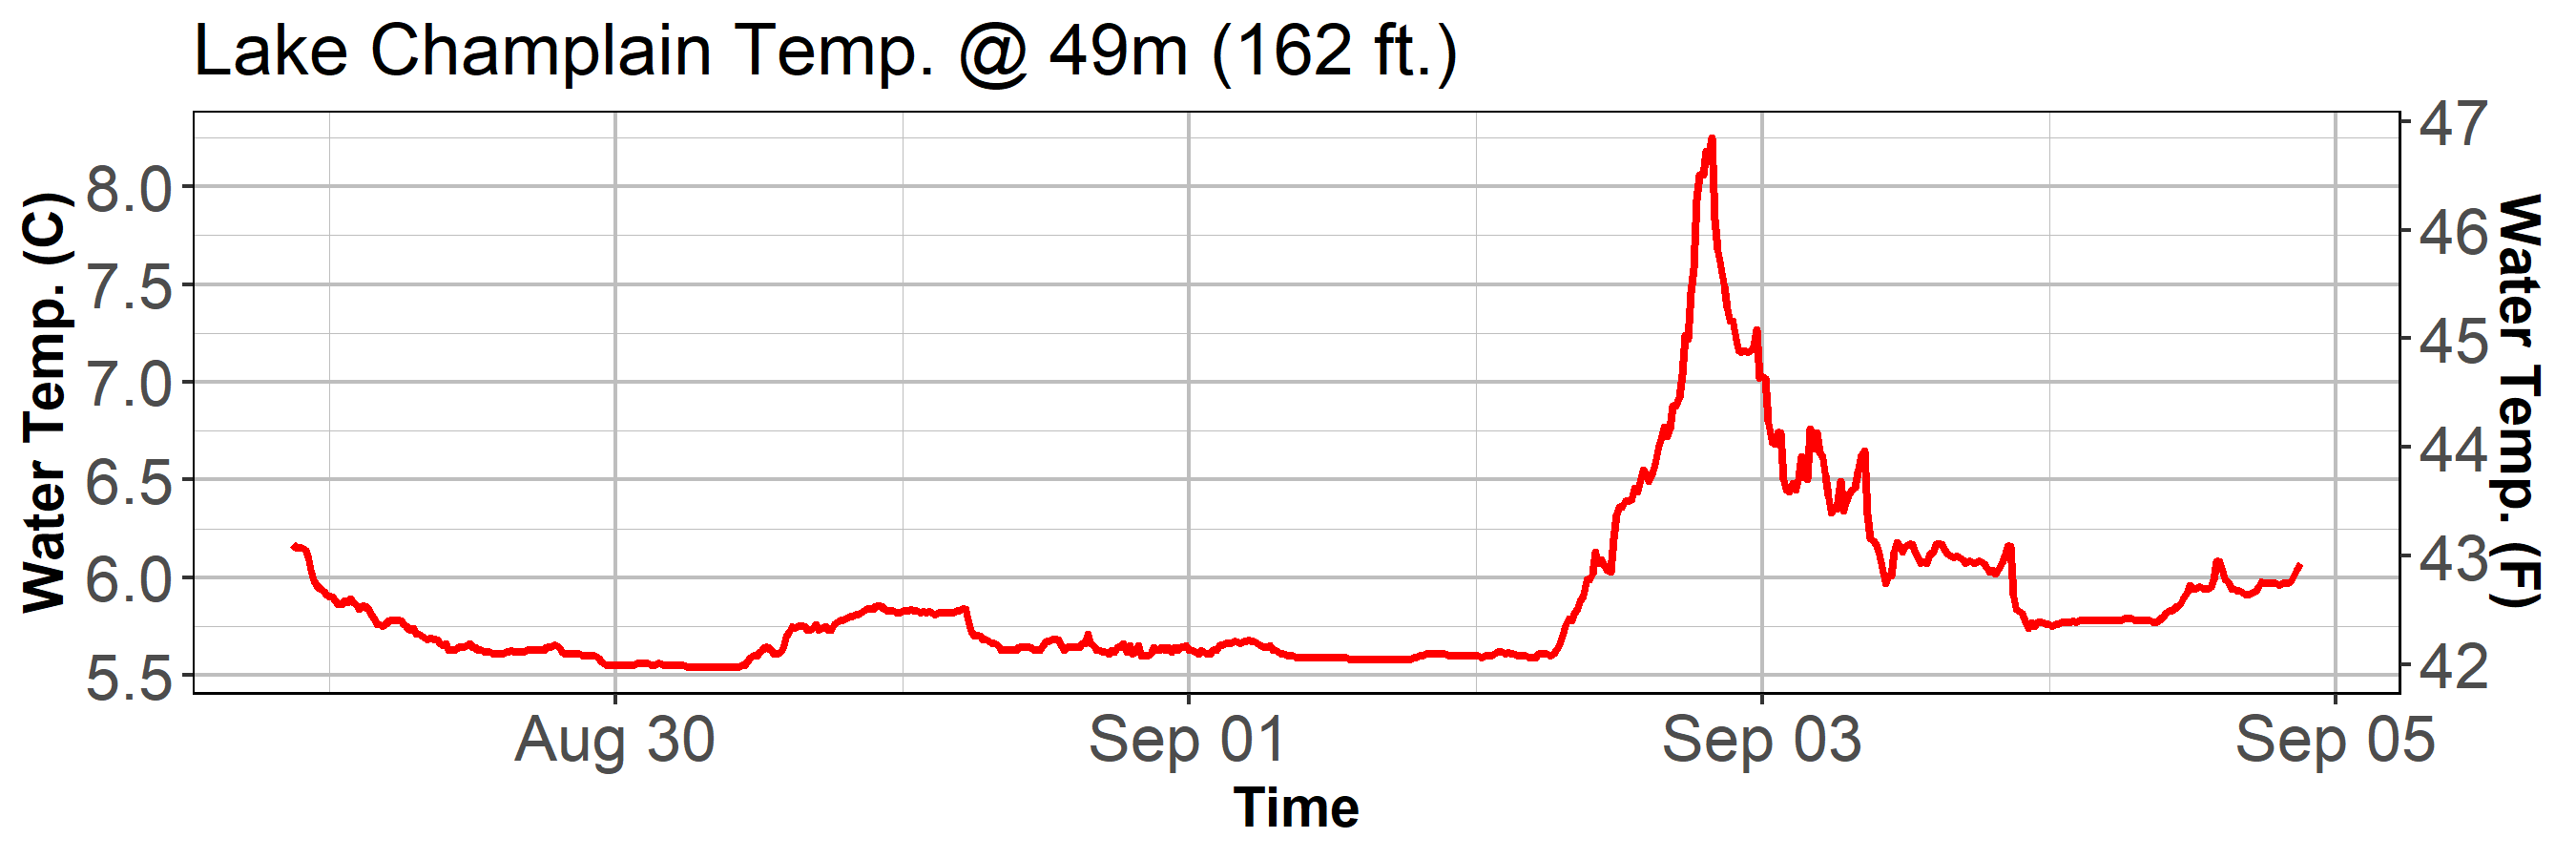 Lake Champlain Temp. @ 49m (162 ft.)
Water Temp. (C)
8.0
7.5
7.0
6.5
6.0
5.5
47
46
45
44
43
42
Water Temp. (F)
Aug 30
Sep 01
Sep 03
Sep 05
Time